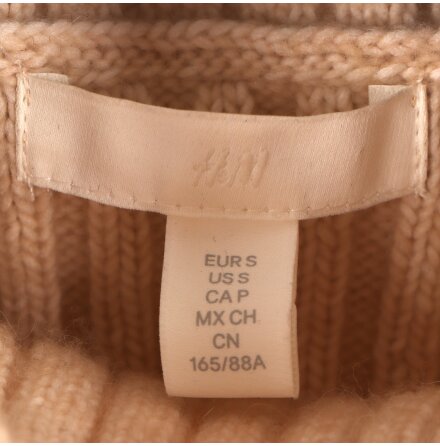 H&M
EUR S
US S
CA P
MX CH
CN
165/88A